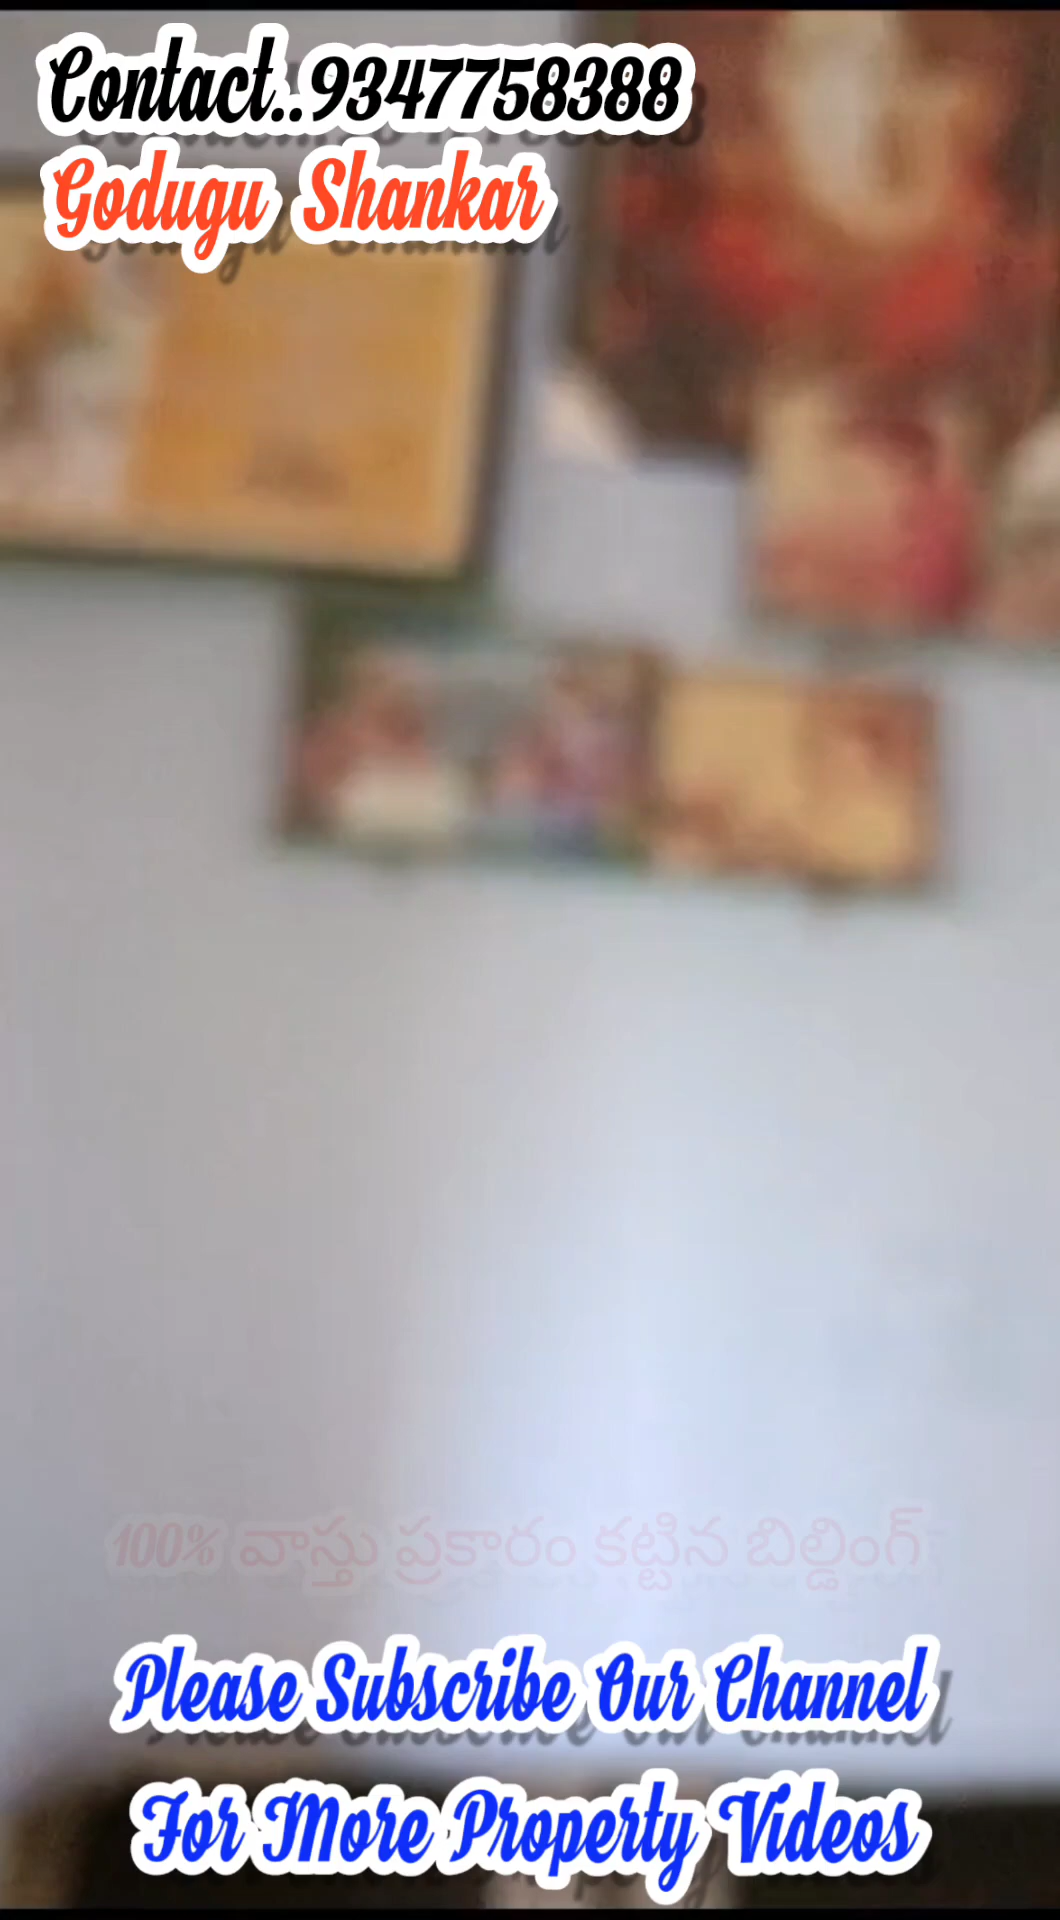 Contact..9347758388
Godugu Shankar
100% వాస్తు ప్రకారం కట్టిన బిల్డింగ్
Please Subscribe Our Channel
For More Property Videos